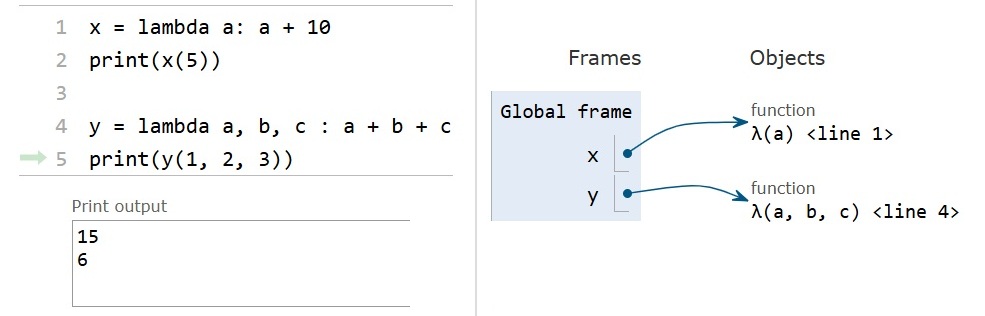 1 x = lambda a: a + 10
2 print(x(5))
3
4 y = lambda a, b, c : a + b + c
5 print(y(1, 2, 3))
Print output
15
6
Frames Objects
Global frame
x
y
function
λ(a) <line 1>
function
λ(a, b, c) <line 4>